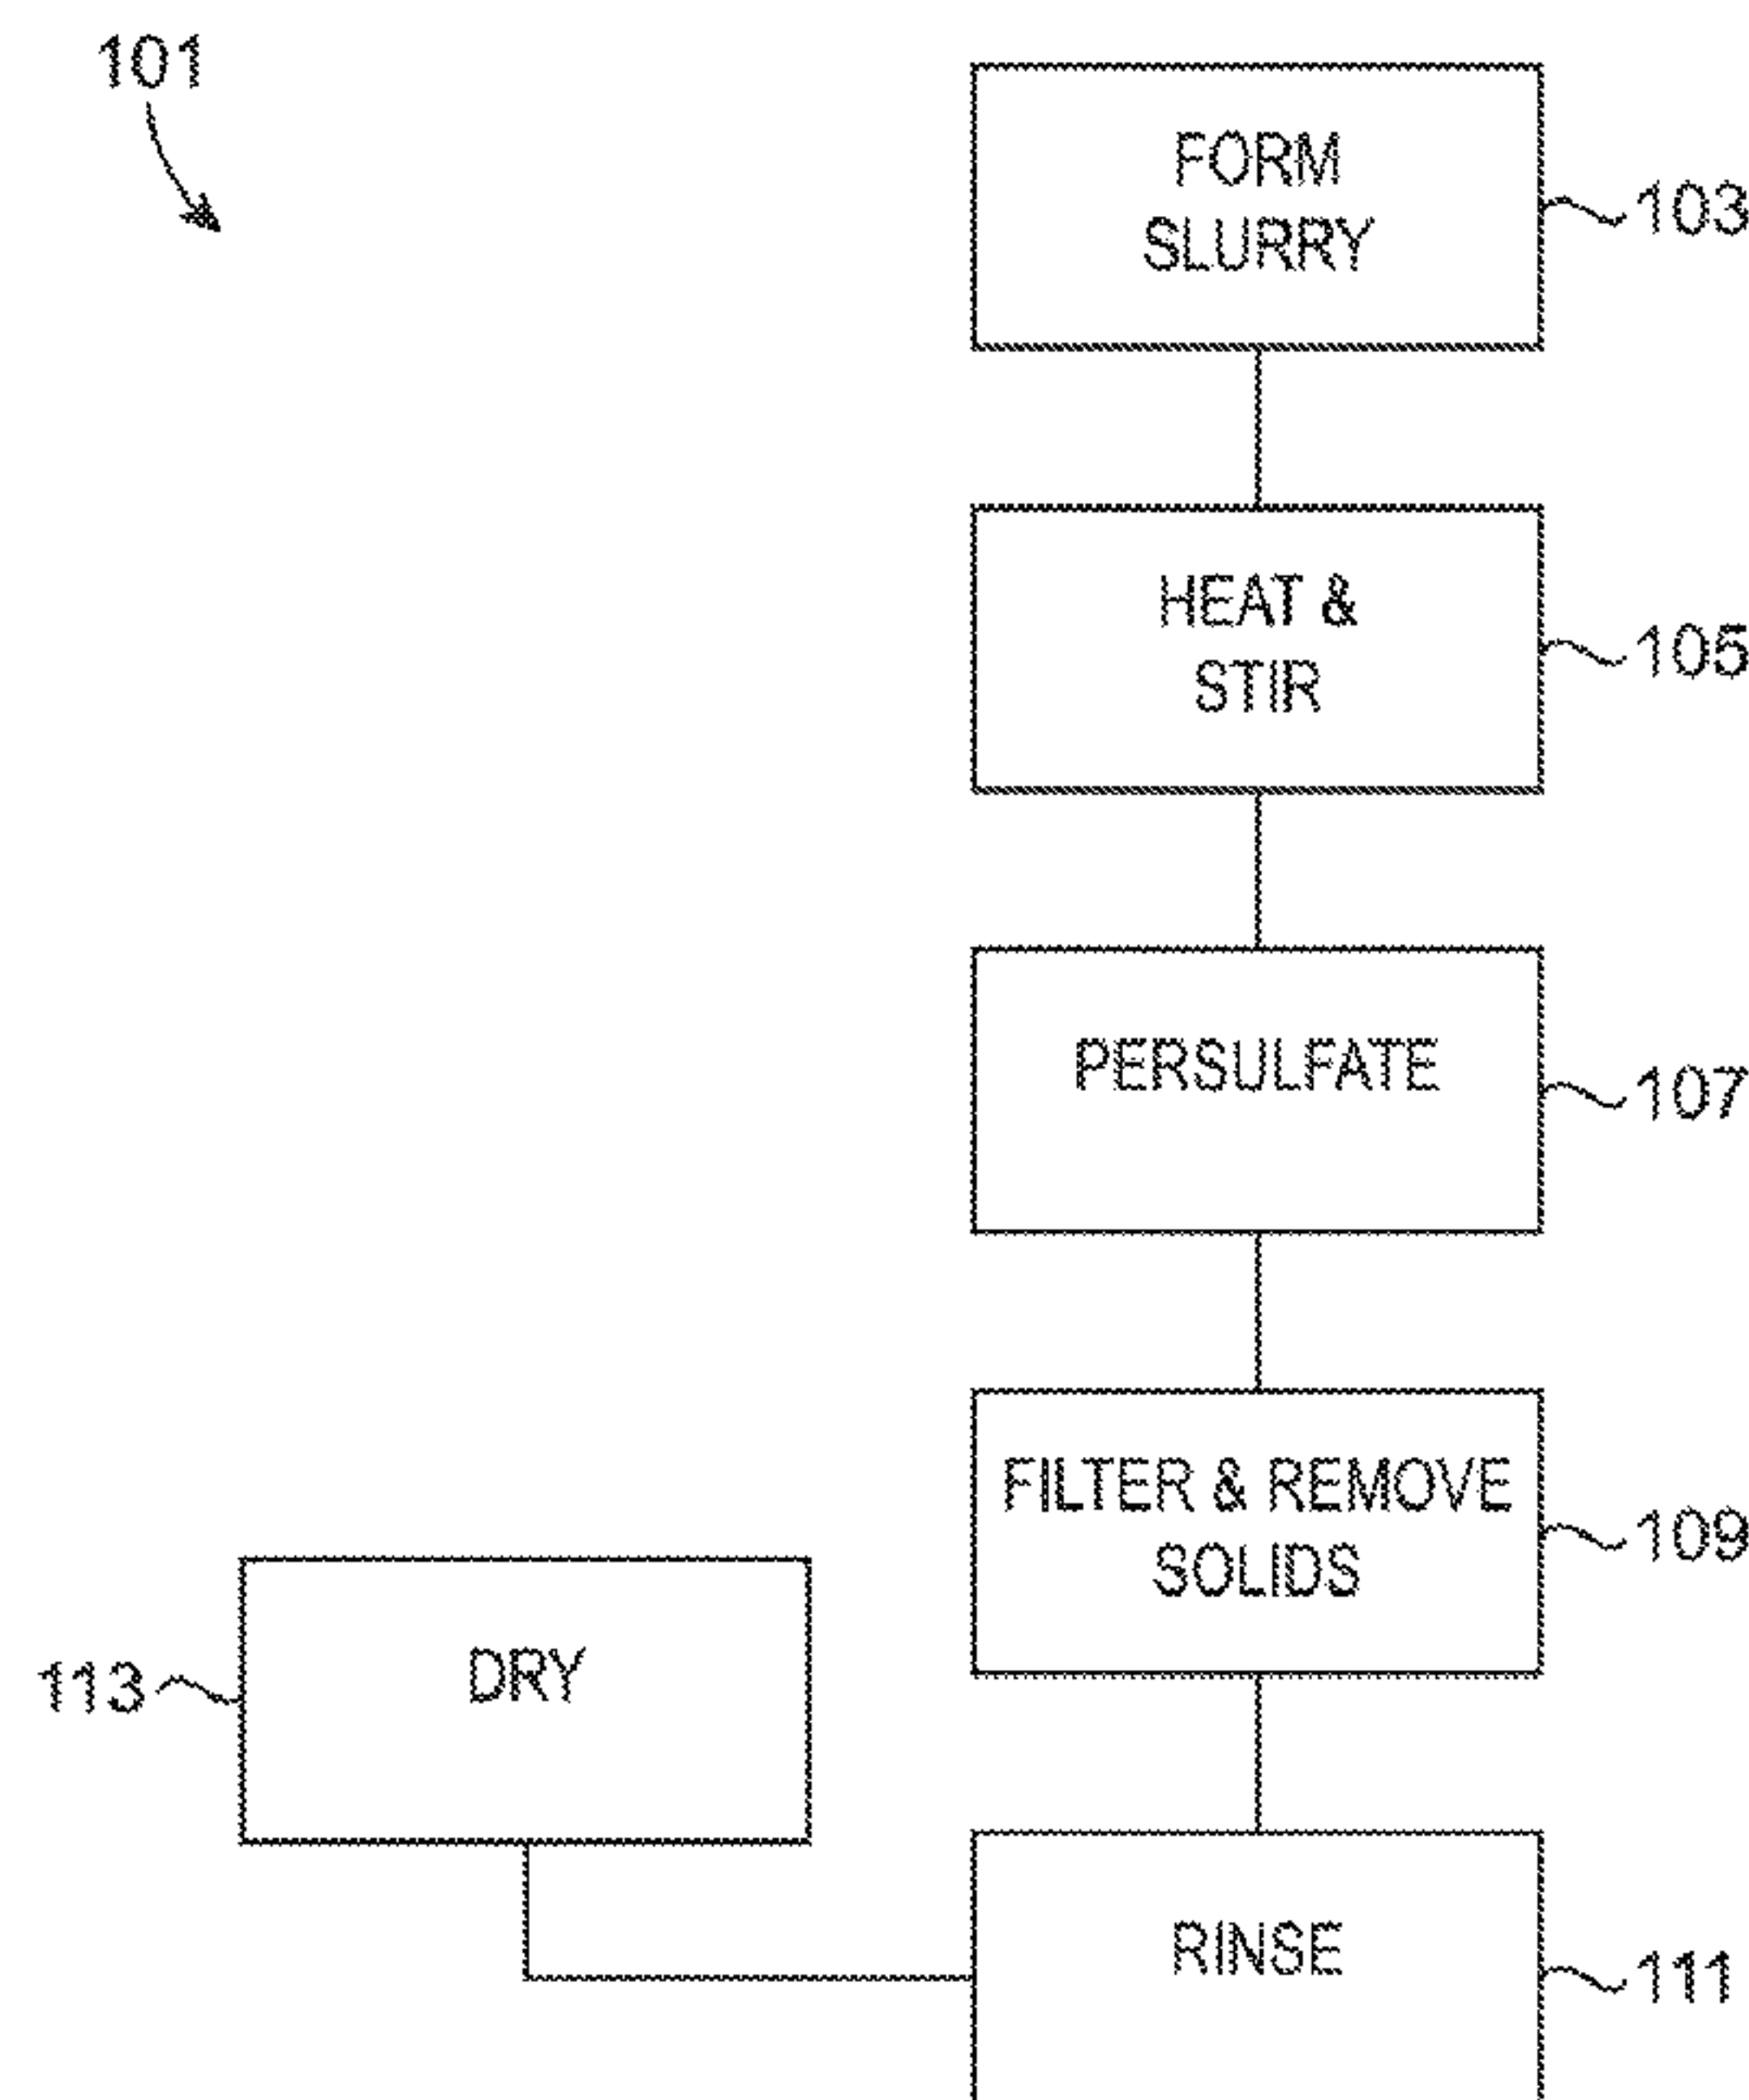 101
FORM
SLURRY
103
HEAT &
STIR
105
PERSULFATE
107
FILTER & REMOVE
SOLIDS
109
DRY
113
RINSE
111